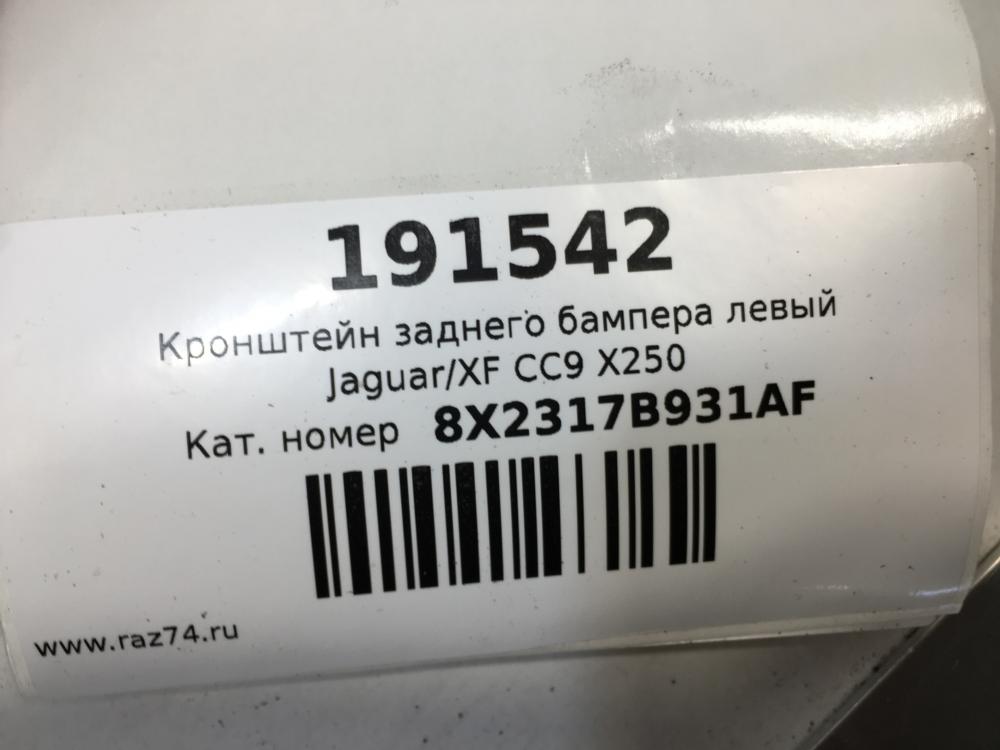 191542
Кронштейн заднего бампера левый
Jaguar/XF CC9 X250
Кат. номер 8X2317B931AF
www.raz74.ru